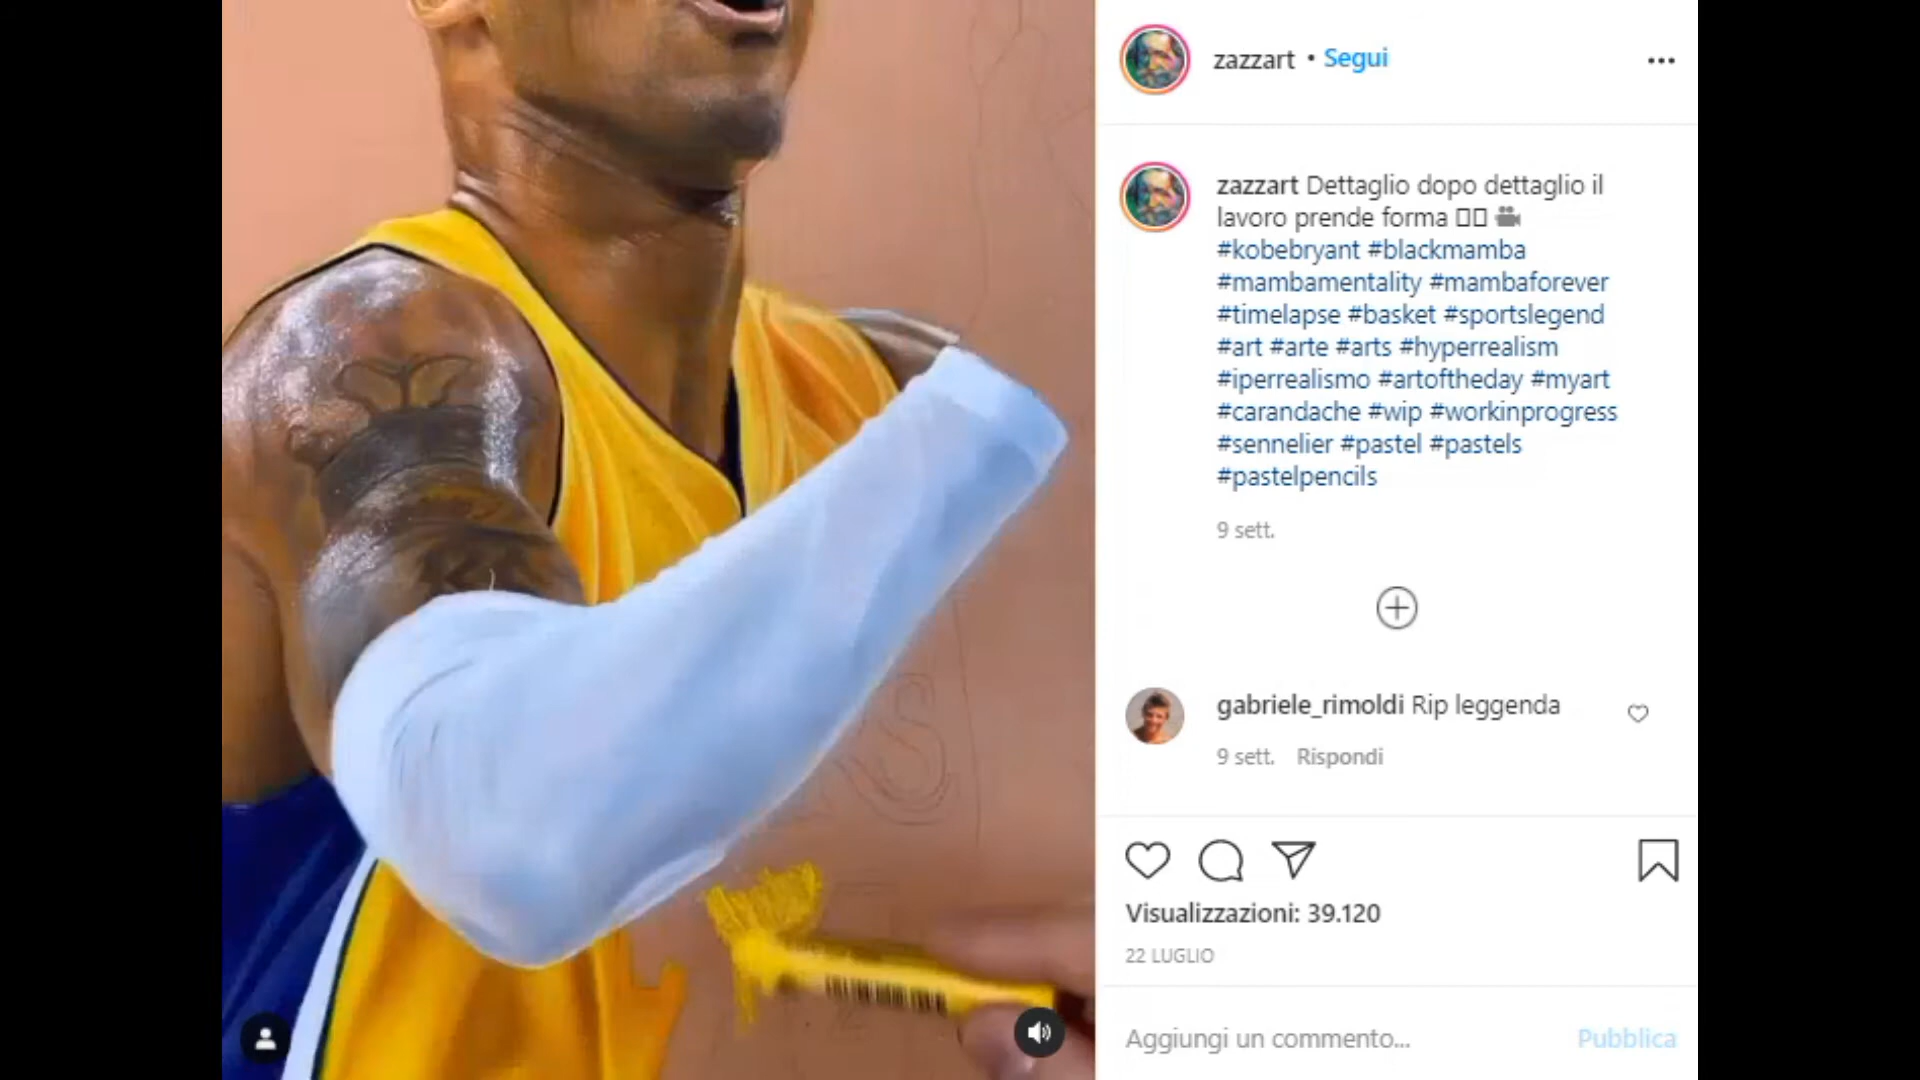 zazzart • Segui
zazzart Dettaglio dopo dettaglio il
lavoro prende forma
#kobebryant #blackmamba
#mambamentality #mambaforever
#timelapse #basket #sportslegend
#art #arte #arts #hyperrealism
#iperrealismo #artoftheday #myart
#carandache #wip #workinprogress
#sennelier #pastel #pastels
#pastelpencils
9 sett.
gabriele_rimoldi Rip leggenda
9 sett. Rispondi
Visualizzazioni: 39.120
22 LUGLIO
Aggiungi un commento... Pubblica